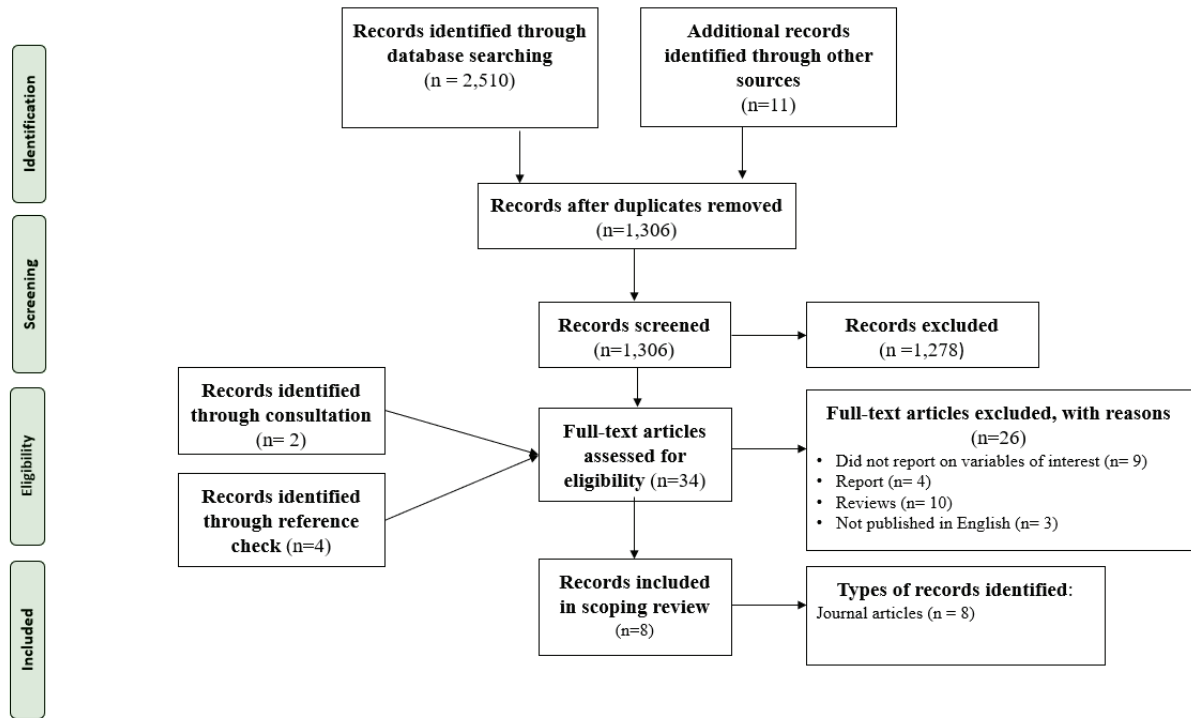 Identification
Records identified through
database searching
(n = 2,510)
Additional records
identified through other
sources
(n=11)
Records after duplicates removed
(n=1,306)
Screening
Records screened
(n=1,306)
Records excluded
(n =1,278)
Eligibility
Records identified
through consultation
(n= 2)
Records identified
through reference
check (n=4)
Full-text articles
assessed for
eligibility (n=34)
Full-text articles excluded, with reasons
(n=26)
• Did not report on variables of interest (n= 9)
• Report (n= 4)
• Reviews (n= 10)
• Not published in English (n= 3)
Included
Records included
in scoping review
(n=8)
Types of records identified:
Journal articles (n = 8)